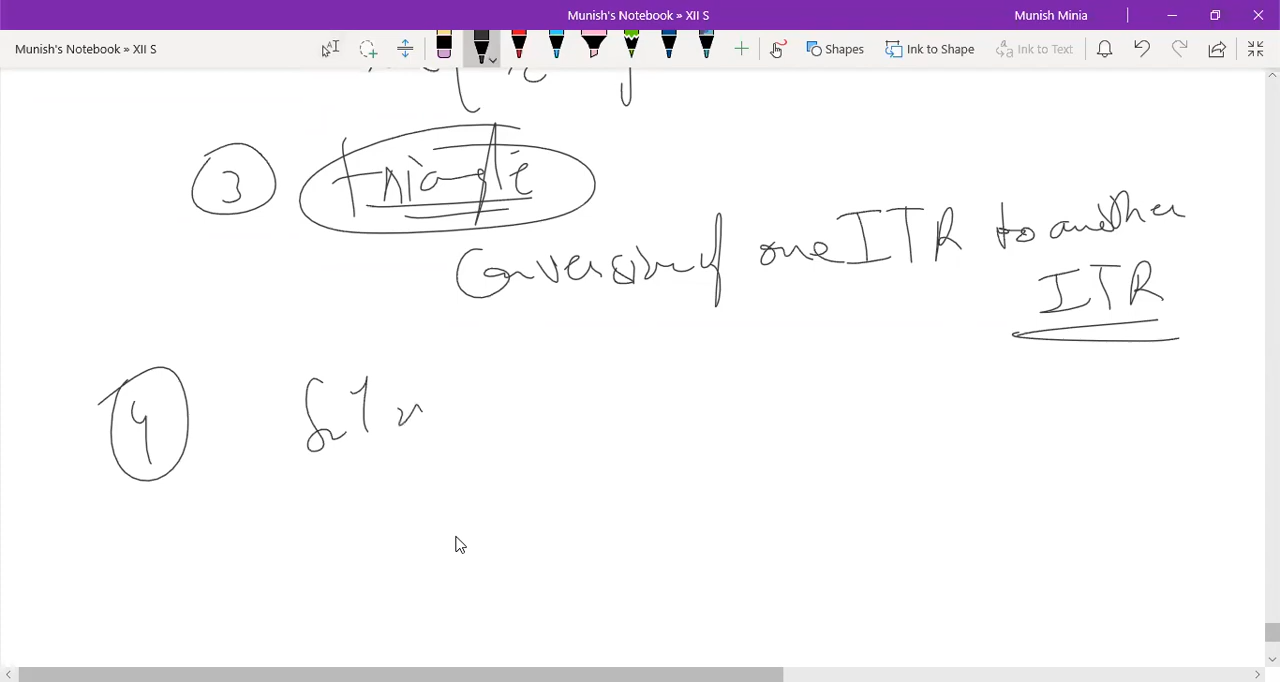 Munish's Notebook » XII S
Munish Minia
Munish's Notebook » XII S
Shapes
Ink to Shape
Ink to Text
3 triangle
Conversion of one ITR to another
ITR
4